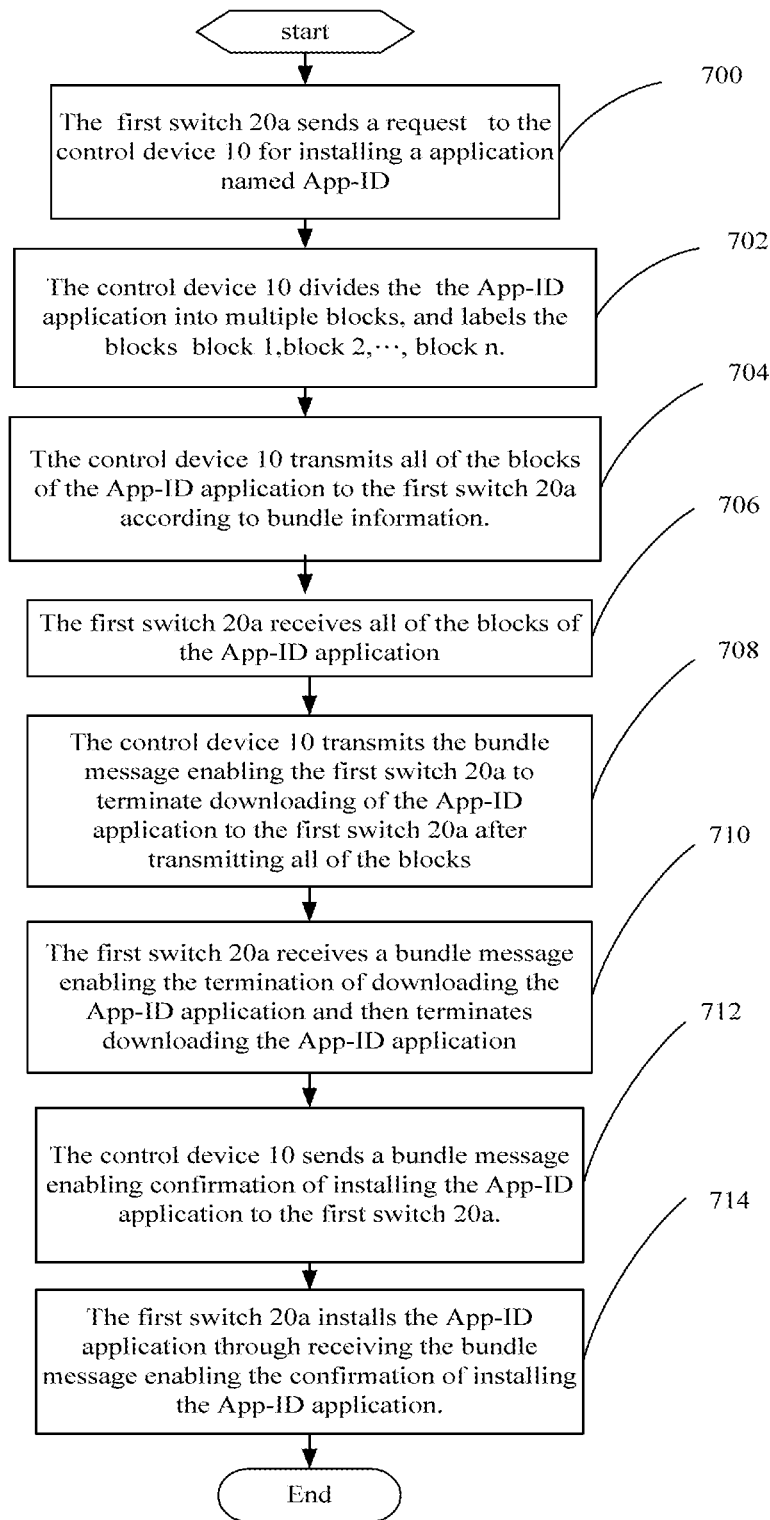 start
700
The first switch 20a sends a request to the
control device 10 for installing a application
named App-ID
702
The control device 10 divides the the App-ID
application into multiple blocks, and labels the
blocks block 1,block 2,…, block n.
704
Tthe control device 10 transmits all of the blocks
of the App-ID application to the first switch 20a
according to bundle information.
706
The first switch 20a receives all of the blocks of
the App-ID application
708
The control device 10 transmits the bundle
message enabling the first switch 20a to
terminate downloading of the App-ID
application to the first switch 20a after
transmitting all of the blocks
710
The first switch 20a receives a bundle message
enabling the termination of downloading the
App-ID application and then terminates
downloading the App-ID application
712
The control device 10 sends a bundle message
enabling confirmation of installing the App-ID
application to the first switch 20a.
714
The first switch 20a installs the App-ID
application through receiving the bundle
message enabling the confirmation of installing
the App-ID application.
End